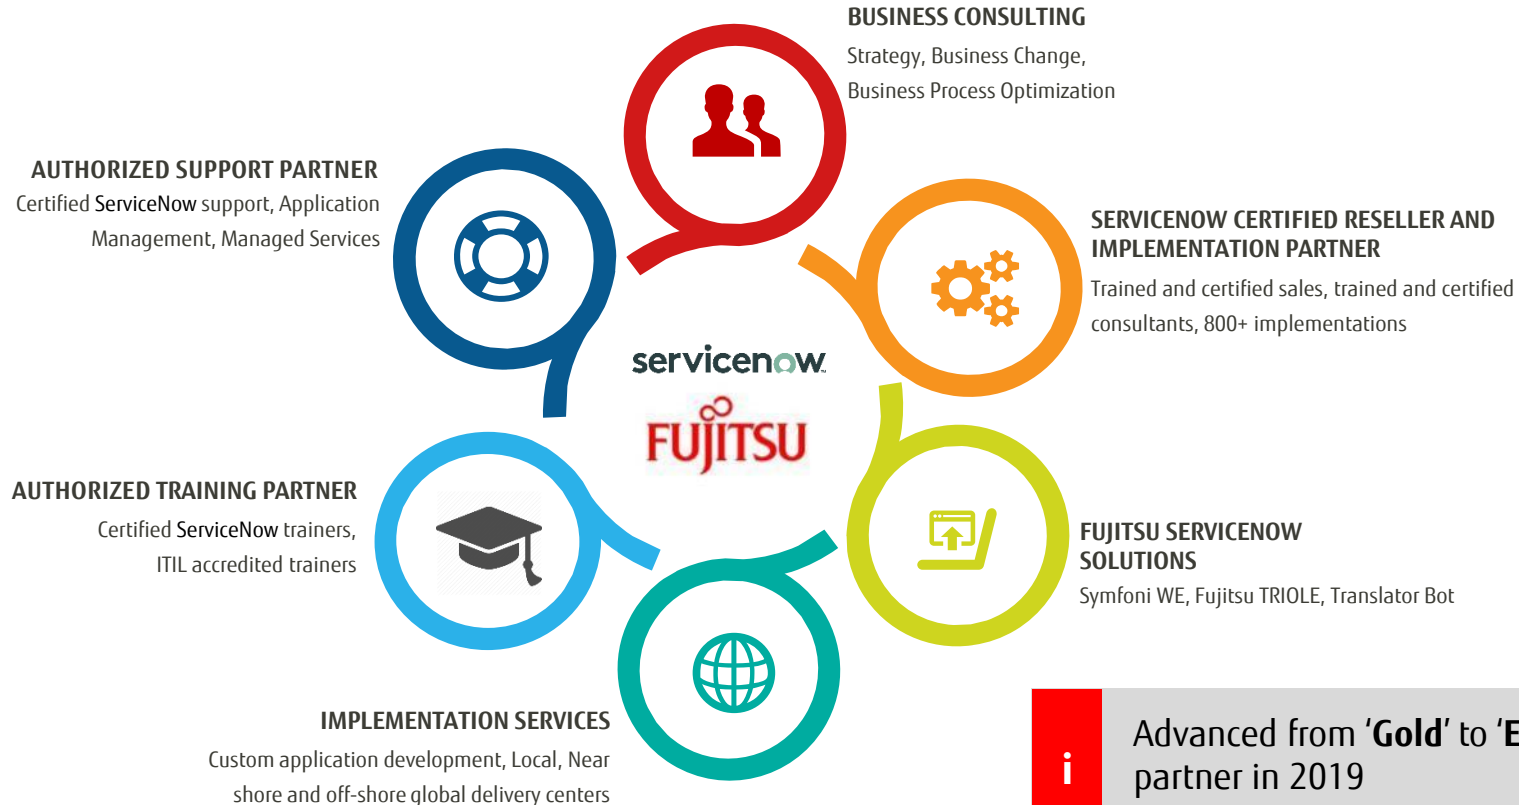 BUSINESS CONSULTING
Strategy, Business Change,
Business Process Optimization
AUTHORIZED SUPPORT PARTNER
Certified ServiceNow support, Application
Management, Managed Services
SERVICENOW CERTIFIED RESELLER AND
IMPLEMENTATION PARTNER
Trained and certified sales, trained and certified
consultants, 800+ implementations
servicenow
FUJITSU
AUTHORIZED TRAINING PARTNER
Certified ServiceNow trainers,
ITIL accredited trainers
FUJITSU SERVICENOW
SOLUTIONS
Symfoni WE, Fujitsu TRIOLE, Translator Bot
IMPLEMENTATION SERVICES
Custom application development, Local, Near
shore and off-shore global delivery centers
i
Advanced from ‘Gold’ to ‘E
partner in 2019